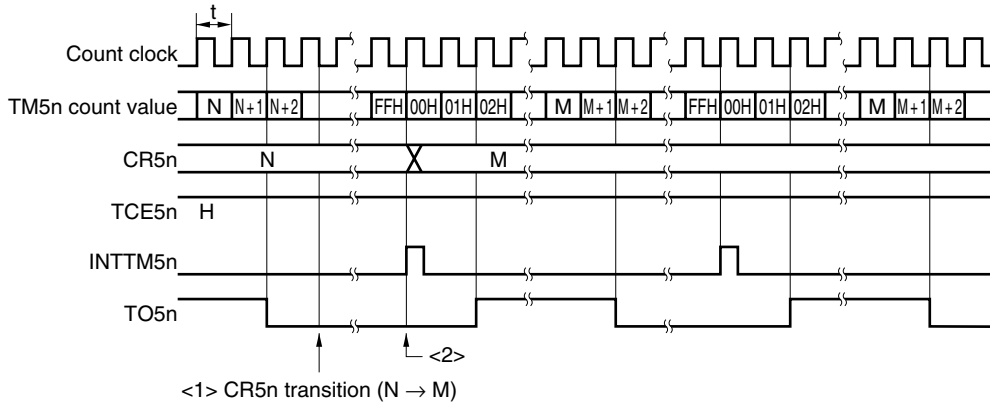 t
Count clock
TM5n count value N N+1 N+2 FFH 00H 01H 02H M M+1 M+2 FFH 00H 01H 02H M M+1 M+2
CR5n N M
TCE5n H
INTTM5n
TO5n
<2>
<1> CR5n transition (N → M)